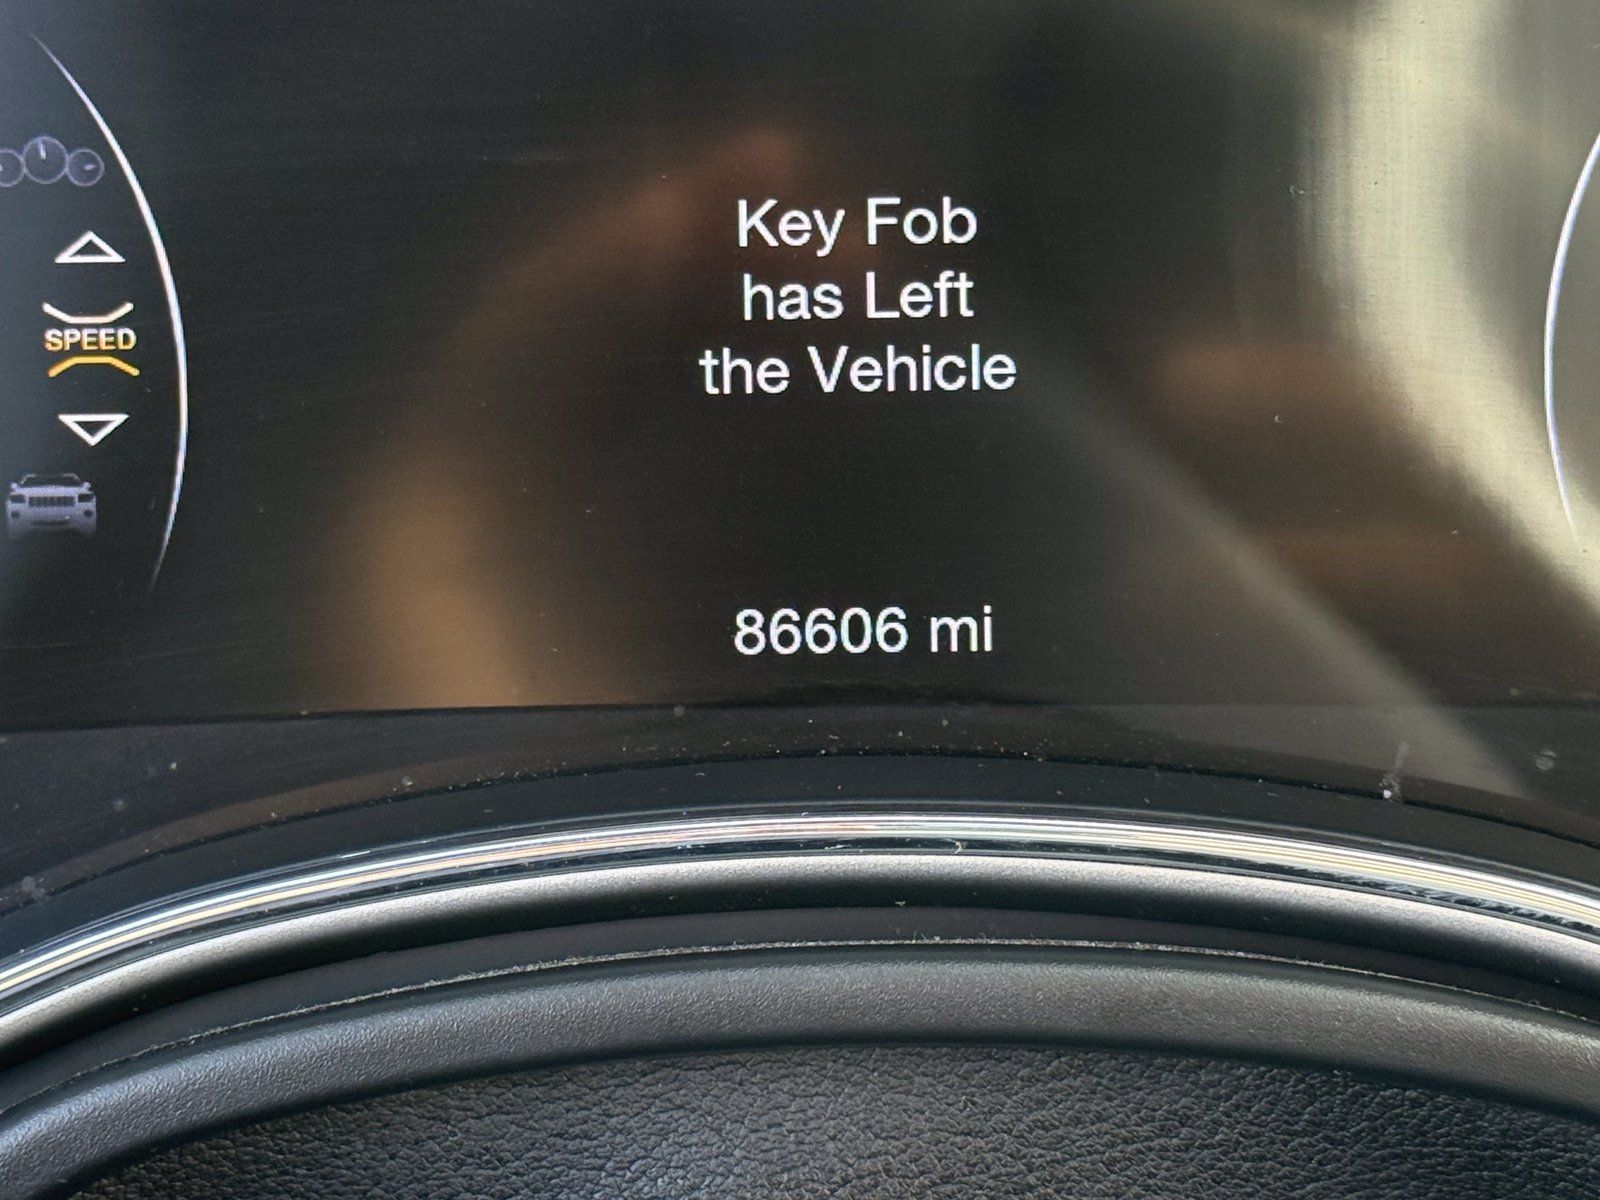 SPEED
Key Fob
has Left
the Vehicle
86606 mi